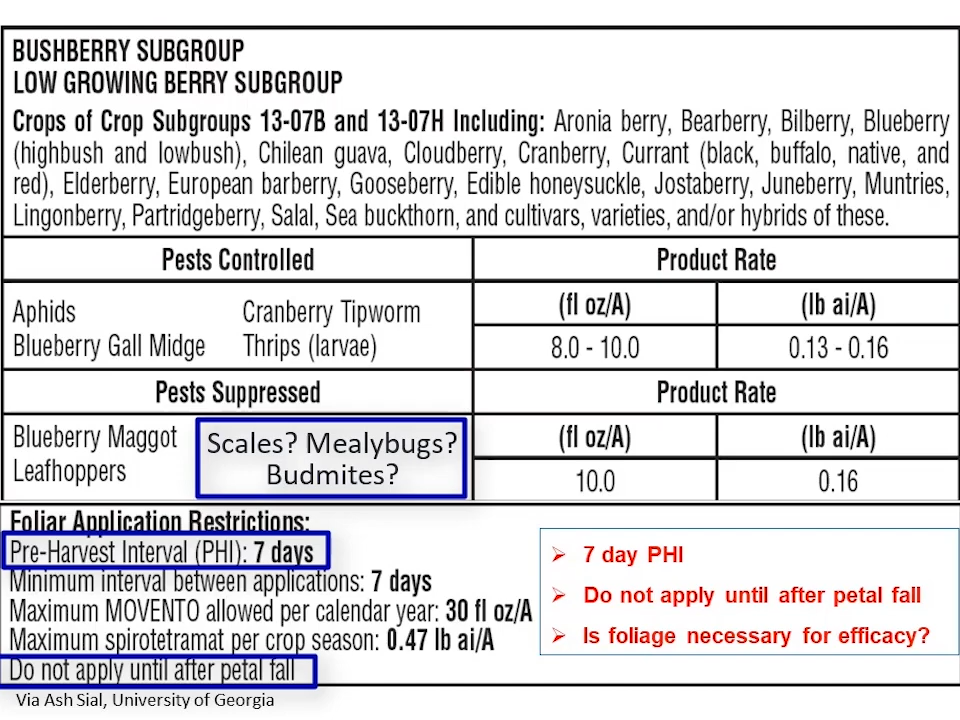 BUSHBERRY SUBGROUP
LOW GROWING BERRY SUBGROUP
Crops of Crop Subgroups 13-07B and 13-07H Including: Aronia berry, Bearberry, Bilberry, Blueberry
(highbush and lowbush), Chilean guava, Cloudberry, Cranberry, Currant (black, buffalo, native, and
red), Elderberry, European barberry, Gooseberry, Edible honeysuckle, Jostaberry, Juneberry, Muntries,
Lingonberry, Partridgeberry, Salal, Sea buckthorn, and cultivars, varieties, and/or hybrids of these.
Pests Controlled Product Rate
Aphids Cranberry Tipworm (fl oz/A) (lb ai/A)
Blueberry Gall Midge Thrips (larvae) 8.0 - 10.0 0.13 - 0.16
Pests Suppressed Product Rate
Blueberry Maggot Scales? Mealybugs? (fl oz/A) (lb ai/A)
Leafhoppers Budmites? 10.0 0.16
Foliar Application Restrictions:
Pre-Harvest Interval (PHI): 7 days
Minimum interval between applications: 7 days
Maximum MOVENTO allowed per calendar year: 30 fl oz/A
Maximum spirotetramat per crop season: 0.47 lb ai/A
Do not apply until after petal fall
➢ 7 day PHI
➢ Do not apply until after petal fall
➢ Is foliage necessary for efficacy?
Via Ash Sial, University of Georgia